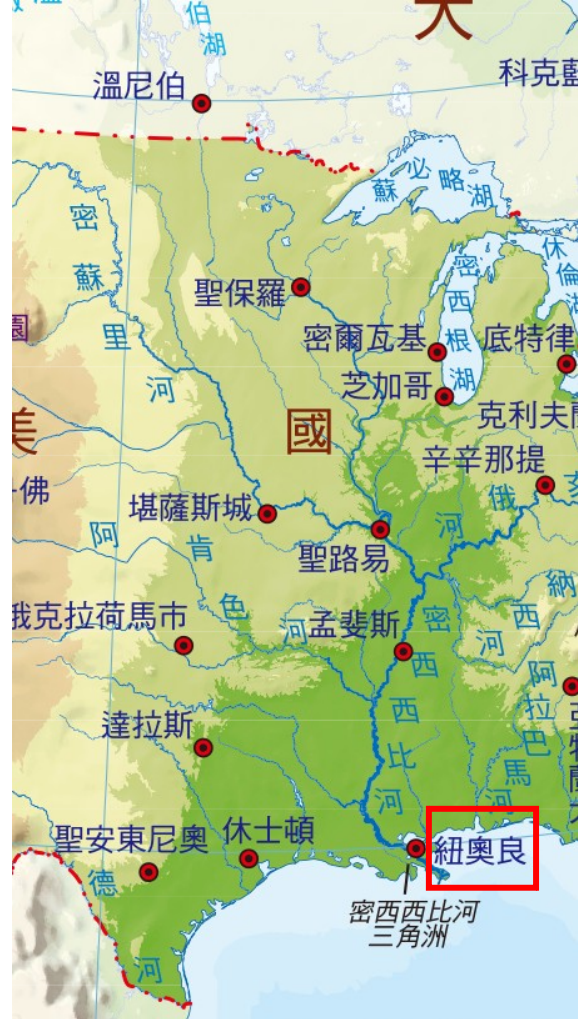 伯湖
大
溫尼伯
科克
蘇必略湖
密蘇里河
聖保羅
密西根湖
休倫
園
密爾瓦基
底特律
芝加哥
美
國
克利夫
辛辛那提
佛
堪薩斯城
俄
河
阿肯色河
聖路易
俄克拉荷馬市
孟斐斯
密西西比河
納西河
阿拉巴馬河
達拉斯
聖安東尼奧
休士頓
紐奧良
德
河
密西西比河
三角洲